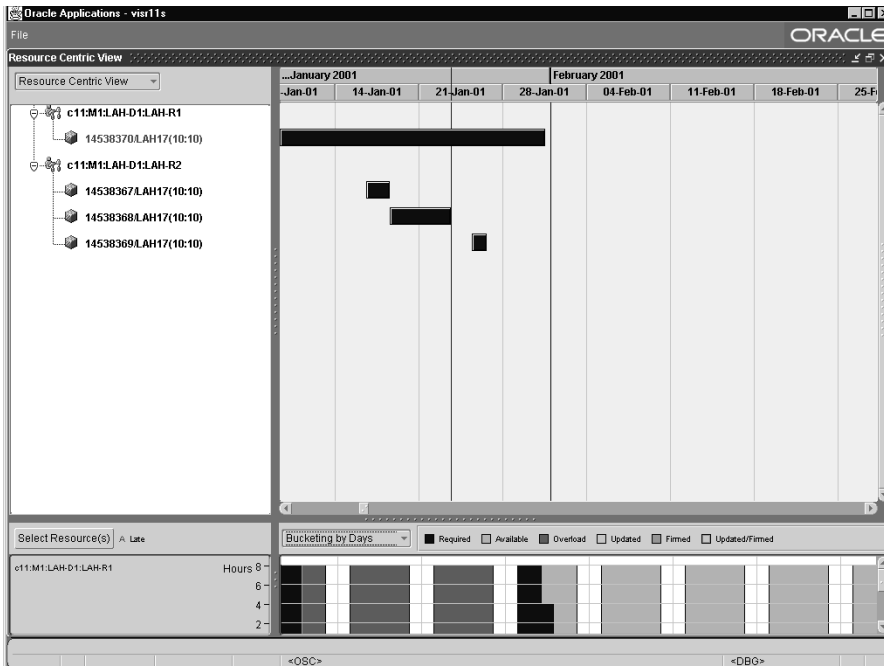 Oracle Applications - visr11s
File
ORACLE
Resource Centric View
Resource Centric View
...January 2001
February 2001
-Jan-01 14-Jan-01 21-Jan-01 28-Jan-01 04-Feb-01 11-Feb-01 18-Feb-01
c11:M1:LAH-D1:LAH-R1
14538370/LAH17(10:10)
c11:M1:LAH-D1:LAH-R2
14538367/LAH17(10:10)
14538368/LAH17(10:10)
14538369/LAH17(10:10)
Select Resource(s) A Late
Bucketing by Days Required Available Overload Updated Firmed Updated/Firmed
c11:M1:LAH-D1:LAH-R1 Hours 8
6
4
2
<OSC> <DBG>